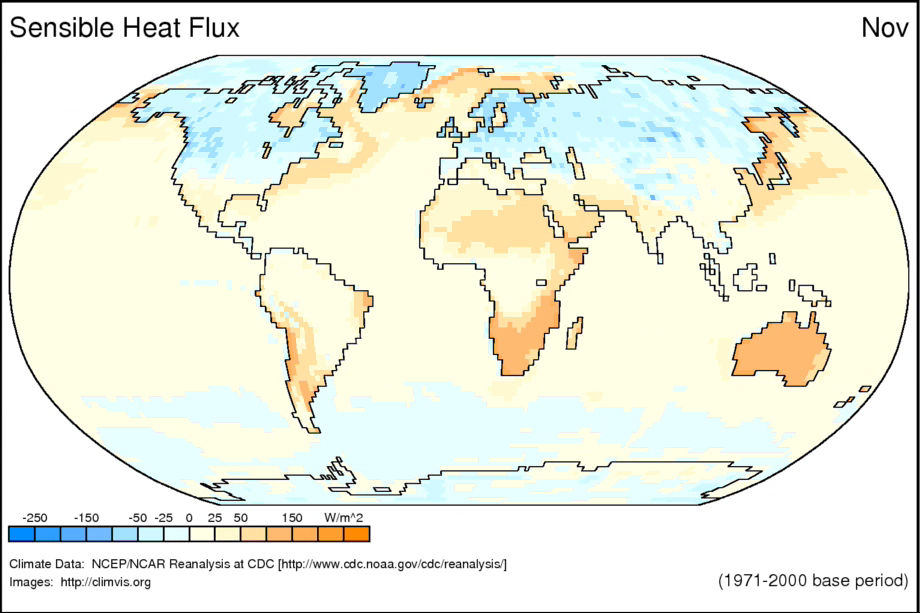 Sensible Heat Flux
Nov
-250 -150 -50 -25 0 25 50 150 W/m^2
Climate Data: NCEP/NCAR Reanalysis at CDC [http://www.cdc.noaa.gov/cdc/reanalysis/]
Images: http://climvis.org
(1971-2000 base period)